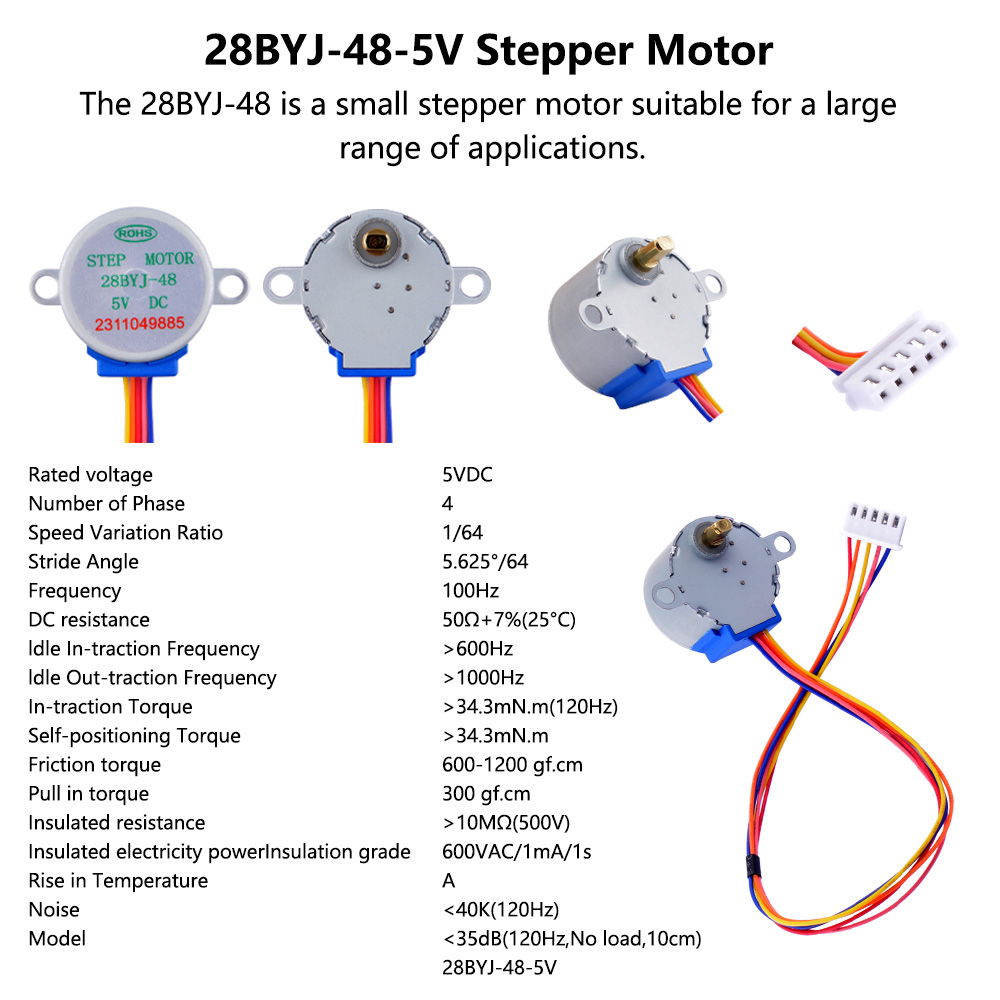 28BYJ-48-5V Stepper Motor
The 28BYJ-48 is a small stepper motor suitable for a large
range of applications.
ROHS
STEP MOTOR
28BYJ-48
5V DC
2311049885
Rated voltage 5VDC
Number of Phase 4
Speed Variation Ratio 1/64
Stride Angle 5.625°/64
Frequency 100Hz
DC resistance 50Ω+7%(25°C)
ldle In-traction Frequency >600Hz
ldle Out-traction Frequency >1000Hz
In-traction Torque >34.3mN.m(120Hz)
Self-positioning Torque >34.3mN.m
Friction torque 600-1200 gf.cm
Pull in torque 300 gf.cm
Insulated resistance >10MΩ(500V)
Insulated electricity powerInsulation grade 600VAC/1mA/1s
Rise in Temperature A
Noise <40K(120Hz)
Model <35dB(120Hz,No load,10cm)
28BYJ-48-5V